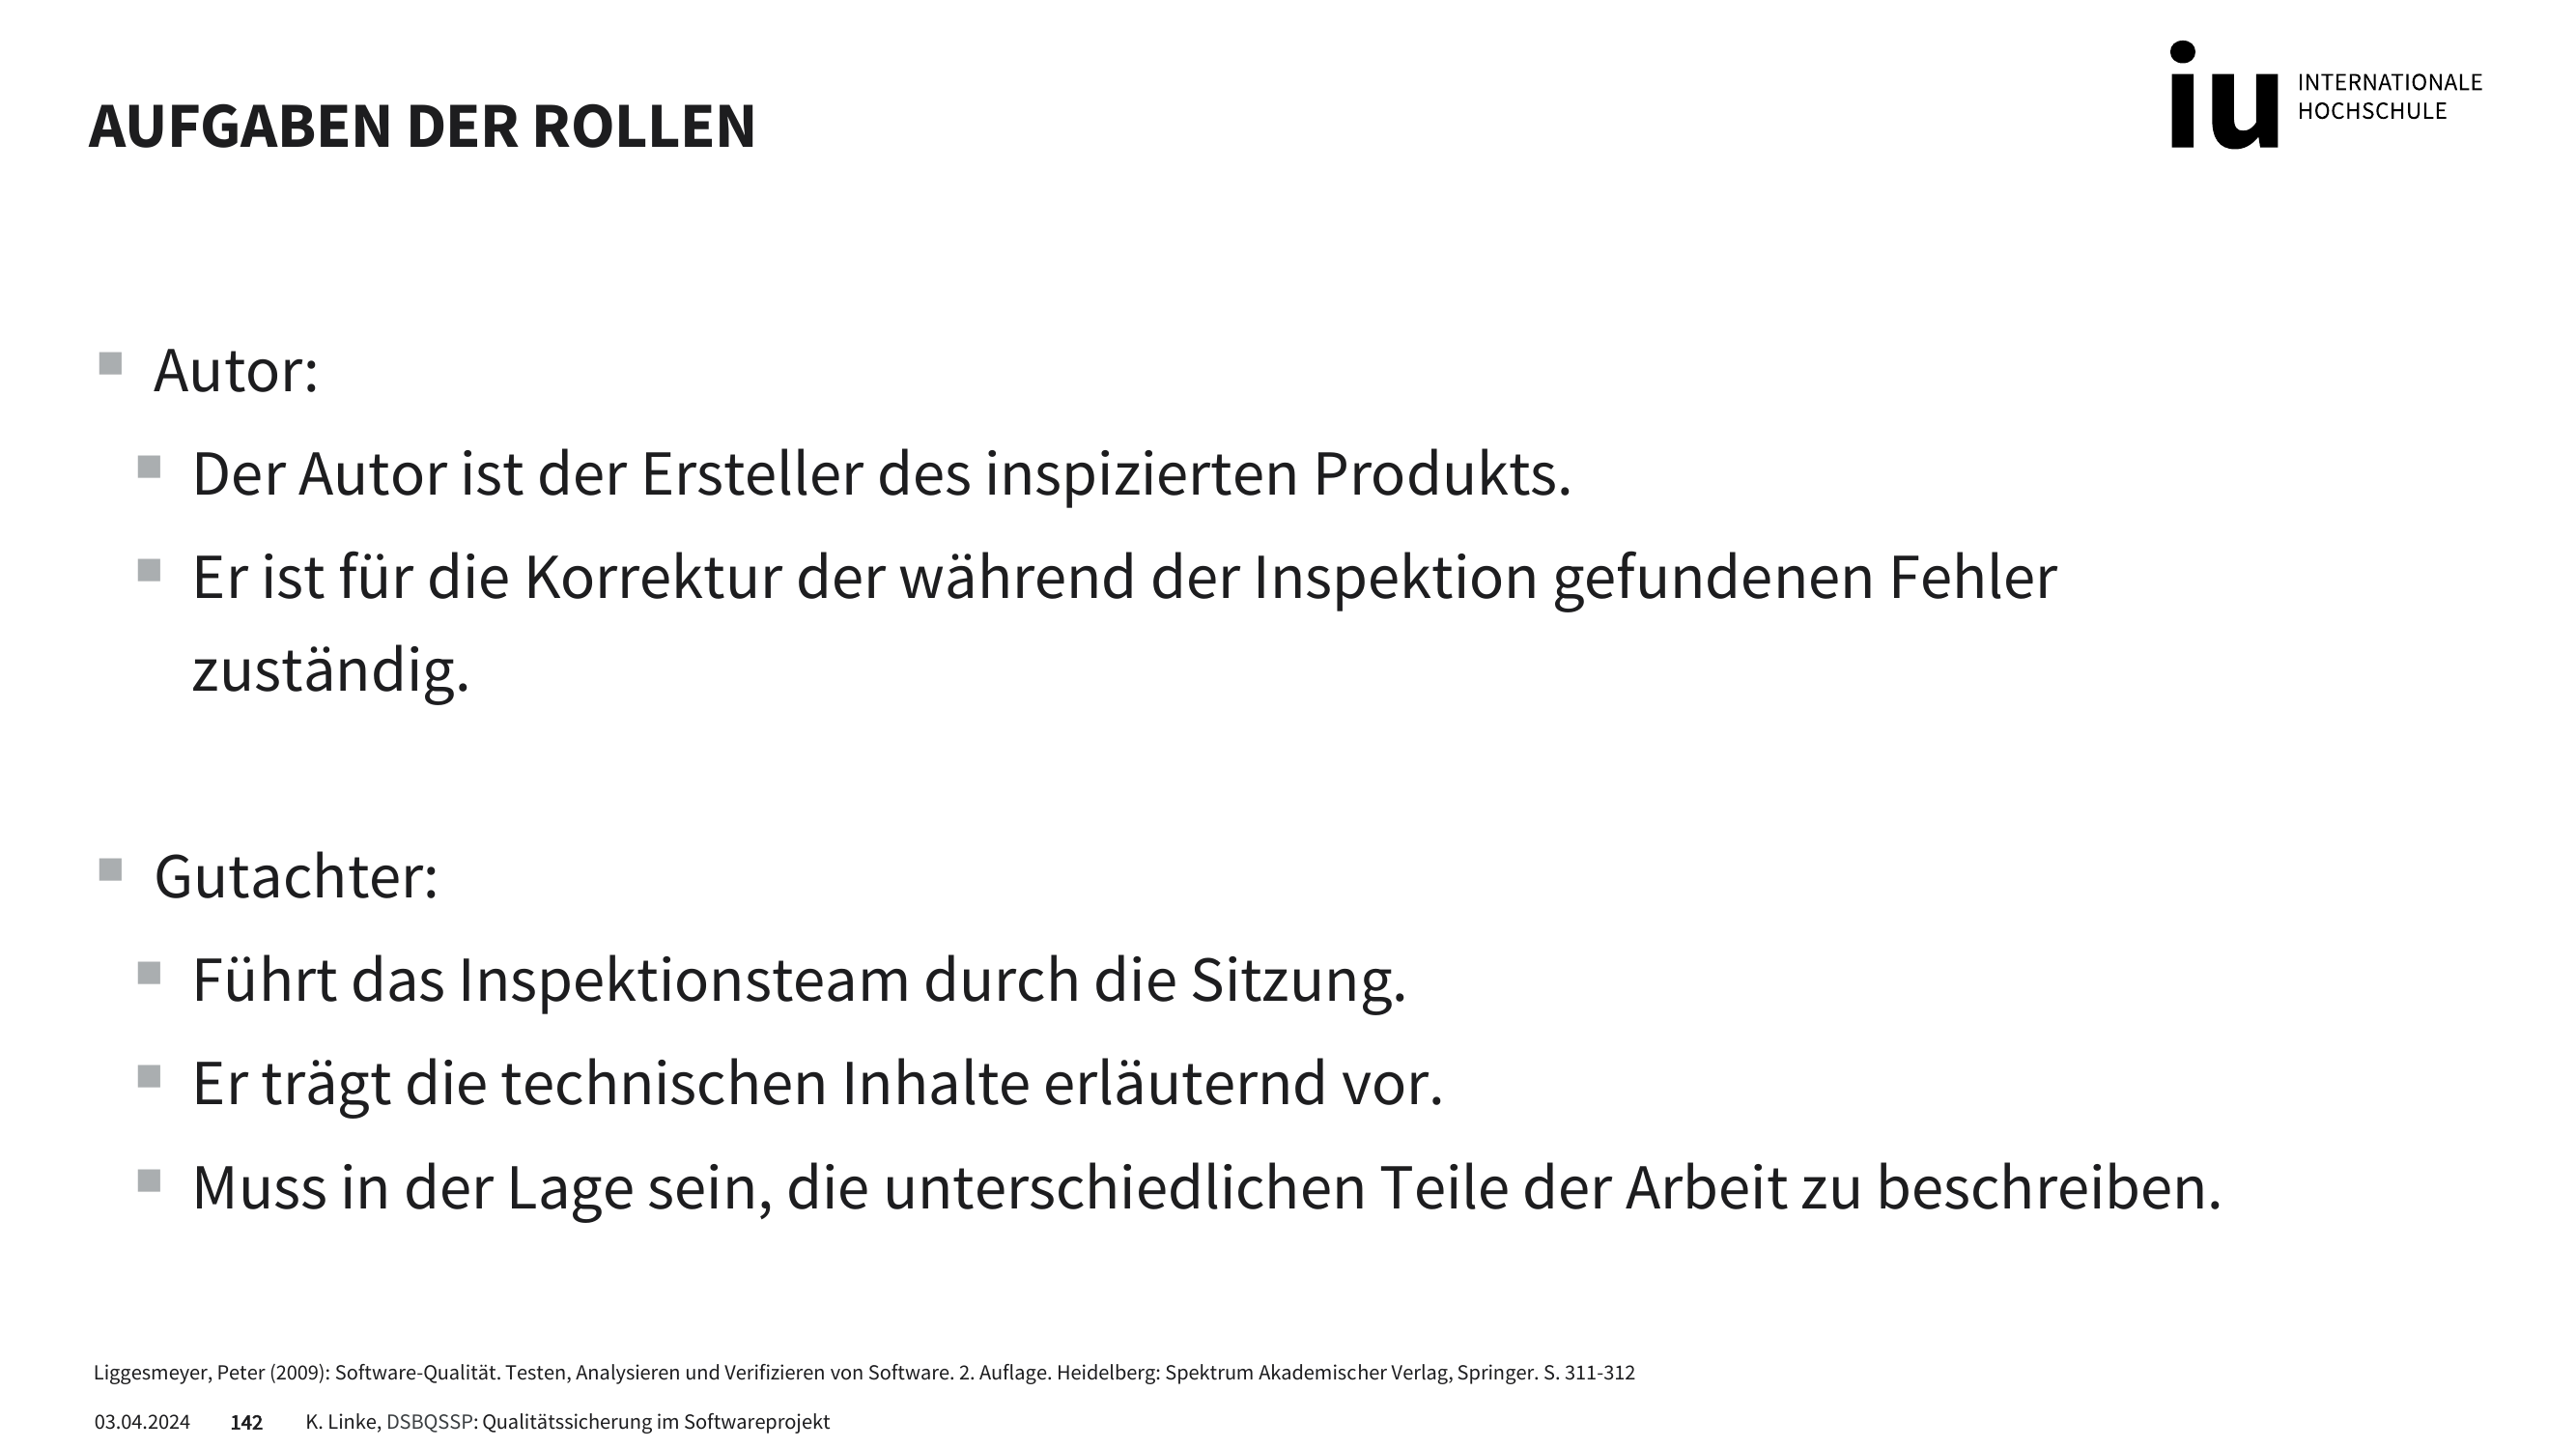 AUFGABEN DER ROLLEN
iu INTERNATIONALE
HOCHSCHULE
Autor:
Der Autor ist der Ersteller des inspizierten Produkts.
Er ist für die Korrektur der während der Inspektion gefundenen Fehler
zuständig.
Gutachter:
Führt das Inspektionsteam durch die Sitzung.
Er trägt die technischen Inhalte erläuternd vor.
Muss in der Lage sein, die unterschiedlichen Teile der Arbeit zu beschreiben.
Liggesmeyer, Peter (2009): Software-Qualität. Testen, Analysieren und Verifizieren von Software. 2. Auflage. Heidelberg: Spektrum Akademischer Verlag, Springer. S. 311-312
03.04.2024 142 K. Linke, DSBQSSP: Qualitätssicherung im Softwareprojekt